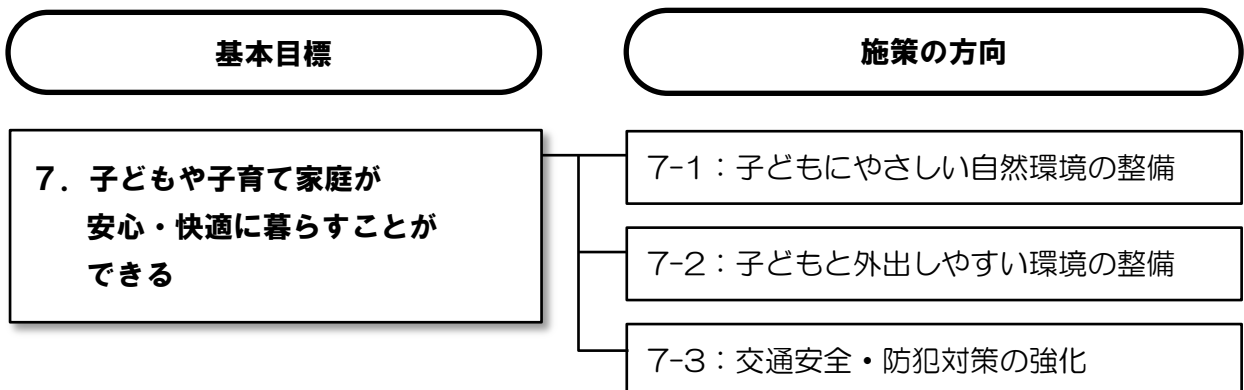 基本目標
施策の方向
7．子どもや子育て家庭が
安心・快適に暮らすことが
できる
7-1：子どもにやさしい自然環境の整備
7-2：子どもと外出しやすい環境の整備
7-3：交通安全・防犯対策の強化